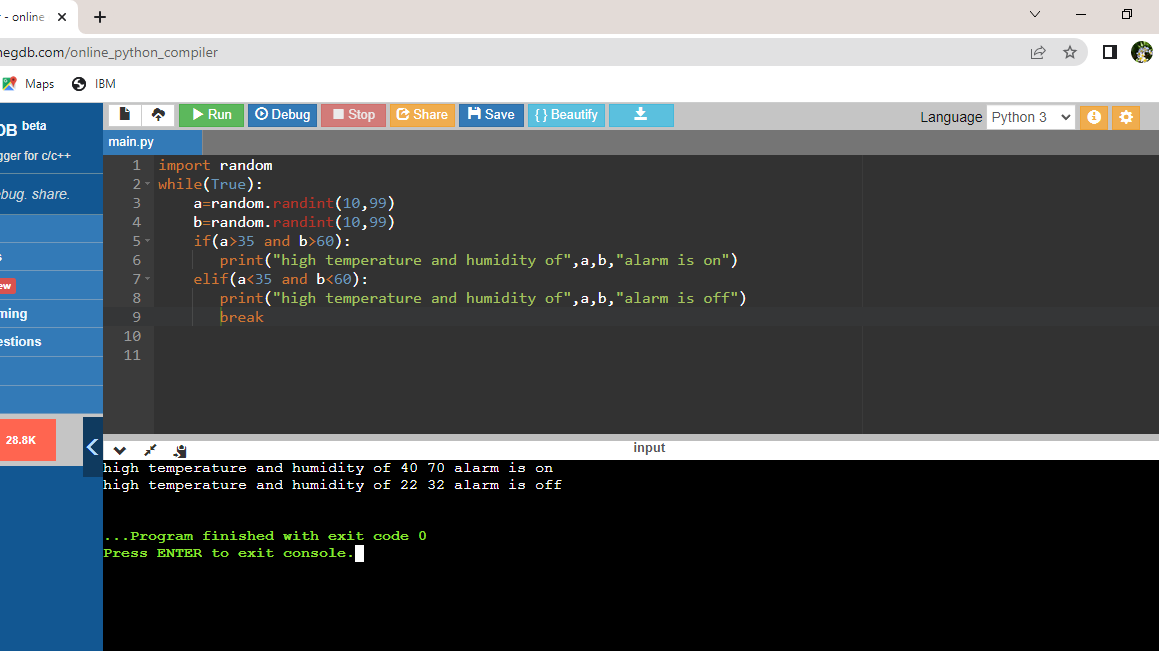 - online
negdb.com/online_python_compiler
Maps IBM
DB beta
gger for c/c++
bug. share.
s
ew
ming
estions
28.8K
Run Debug Stop Share Save { } Beautify
Language Python 3
main.py
1 import random
2 while(True):
3 a=random.randint(10,99)
4 b=random.randint(10,99)
5 if(a>35 and b>60):
6 print("high temperature and humidity of",a,b,"alarm is on")
7 elif(a<35 and b<60):
8 print("high temperature and humidity of",a,b,"alarm is off")
9 break
10
11
input
high temperature and humidity of 40 70 alarm is on
high temperature and humidity of 22 32 alarm is off
...Program finished with exit code 0
Press ENTER to exit console.